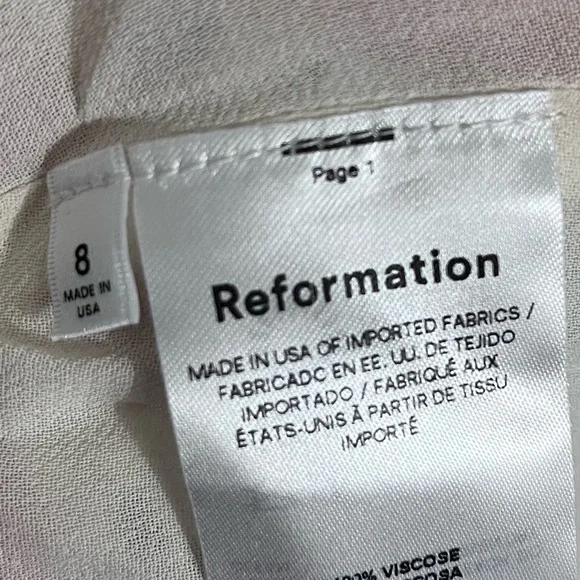 Page 1
8
MADE IN
USA
Reformation
MADE IN USA OF IMPORTED FABRICS /
FABRICADO EN EE. UU. DE TEJIDO
IMPORTADO / FABRIQUÉ AUX
ÉTATS-UNIS À PARTIR DE TISSU
IMPORTÉ
VISCOSE